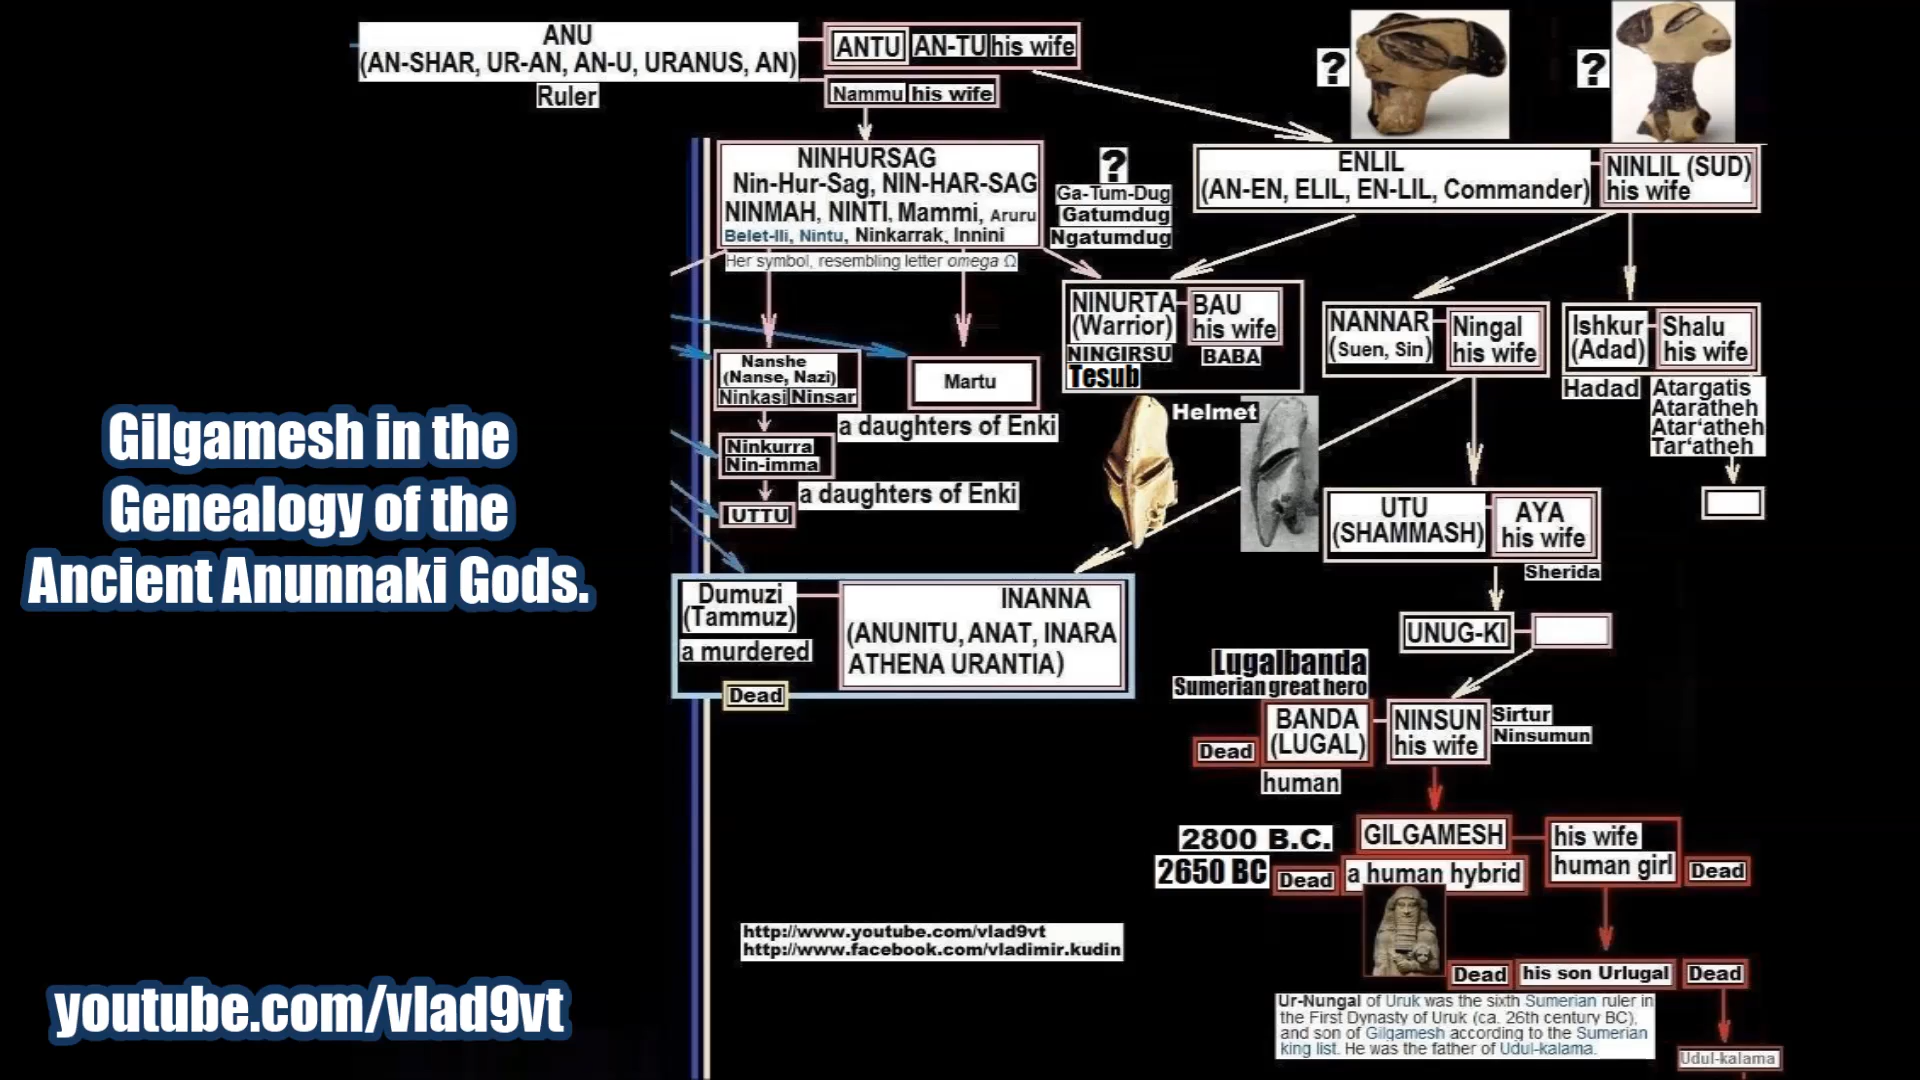 ANU
(AN-SHAR, UR-AN, AN-U, URANUS, AN)
Ruler
ANTU AN-TU his wife
Nammu his wife
?
?
NINHURSAG
Nin-Hur-Sag, NIN-HAR-SAG
NINMAH, NINTI, Mammi, Aruru
Belet-Ili, Nintu, Ninkarrak, Innini
Her symbol, resembling letter omega Ω
?
Ga-Tum-Dug
Gatumdug
Ngatumdug
ENLIL
(AN-EN, ELIL, EN-LIL, Commander)
NINLIL (SUD)
his wife
NINURTA
(Warrior)
NINGIRSU
Tesub
BAU
his wife
BABA
NANNAR
(Suen, Sin)
Ningal
his wife
Ishkur
(Adad)
Hadad
Shalu
his wife
Atargatis
Ataratheh
Atar‘atheh
Tar‘atheh
Nanshe
(Nanse, Nazi)
Ninkasi Ninsar
Martu
a daughters of Enki
Helmet
Ninkurra
Nin-imma
a daughters of Enki
UTTU
Gilgamesh in the
Genealogy of the
Ancient Anunnaki Gods.
UTU
(SHAMMASH)
AYA
his wife
Sherida
Dumuzi
(Tammuz)
a murdered
Dead
INANNA
(ANUNITU, ANAT, INARA
ATHENA URANTIA)
UNUG-KI
Lugalbanda
Sumerian great hero
BANDA
(LUGAL)
Dead
human
NINSUN
his wife
Sirtur
Ninsumun
2800 B.C.
2650 BC
Dead
GILGAMESH
a human hybrid
his wife
human girl
Dead
http://www.youtube.com/vlad9vt
http://www.facebook.com/vladimir.kudin
Dead
his son Urlugal
Dead
youtube.com/vlad9vt
Ur-Nungal of Uruk was the sixth Sumerian ruler in
the First Dynasty of Uruk (ca. 26th century BC),
and son of Gilgamesh according to the Sumerian
king list. He was the father of Udul-kalama.
Udul-kalama